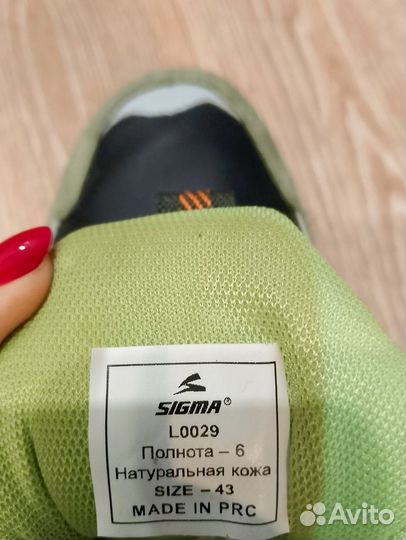 SIGMA®
L0029
Полнота – 6
Натуральная кожа
SIZE – 43
MADE IN PRC
Avito